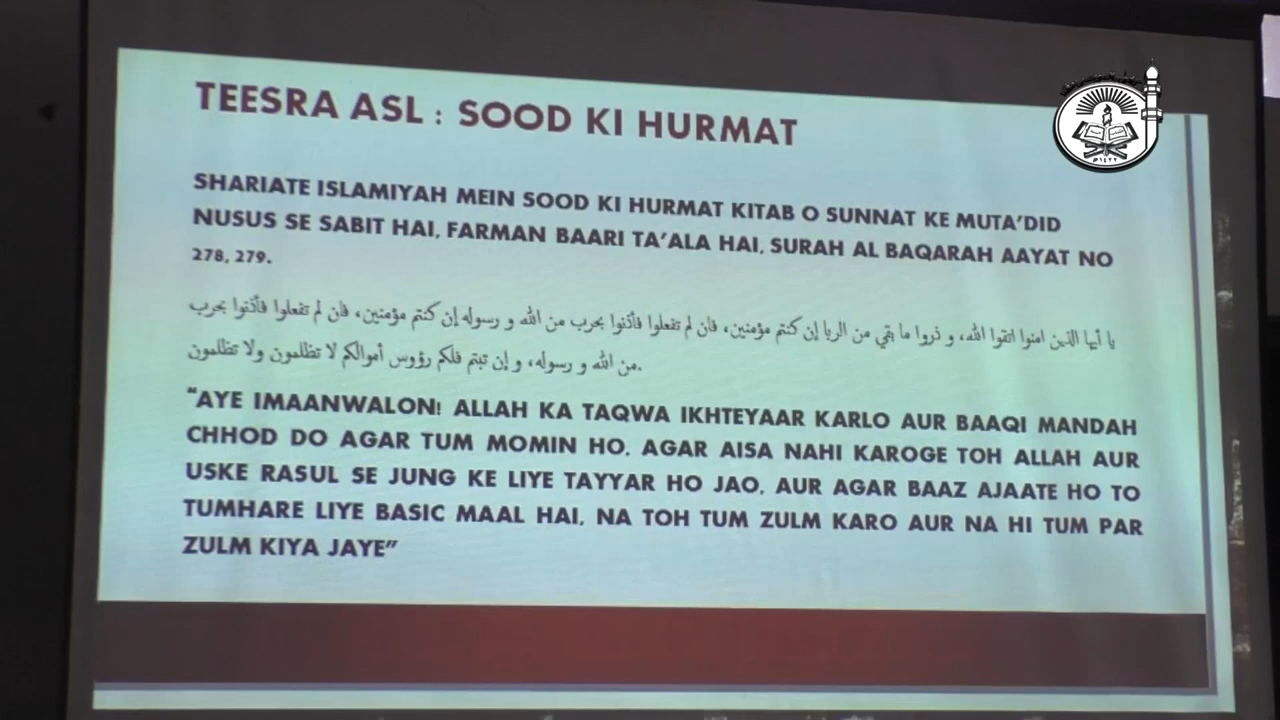 TEESRA ASL : SOOD KI HURMAT
SHARIATE ISLAMIYAH MEIN SOOD KI HURMAT KITAB O SUNNAT KE MUTA'DID
NUSUS SE SABIT HAI, FARMAN BAARI TA'ALA HAI, SURAH AL BAQARAH AAYAT NO
278, 279.
يا أيها الذين امنوا اتقوا الله، و ذروا ما بقي من الربا إن كنتم مؤمنين، فان لم تفعلوا فأذنوا بحرب من الله و رسوله إن كنتم مؤمنين، فان لم تفعلوا فأذنوا بحرب
من الله و رسوله، و إن تبتم فلكم رؤوس أموالكم لا تظلمون ولا تظلمون.
"AYE IMAANWALON! ALLAH KA TAQWA IKHTEYAAR KARLO AUR BAAQI MANDAH
CHHOD DO AGAR TUM MOMIN HO. AGAR AISA NAHI KAROGE TOH ALLAH AUR
USKE RASUL SE JUNG KE LIYE TAYYAR HO JAO, AUR AGAR BAAZ AJAATE HO TO
TUMHARE LIYE BASIC MAAL HAI, NA TOH TUM ZULM KARO AUR NA HI TUM PAR
ZULM KIYA JAYE"